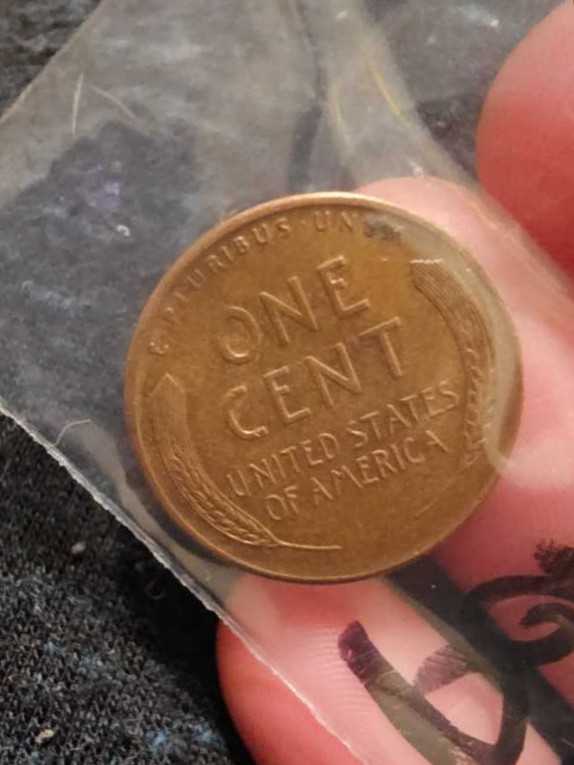 E·PLURIBUS·UN
ONE
CENT
UNITED STATES
OF AMERICA